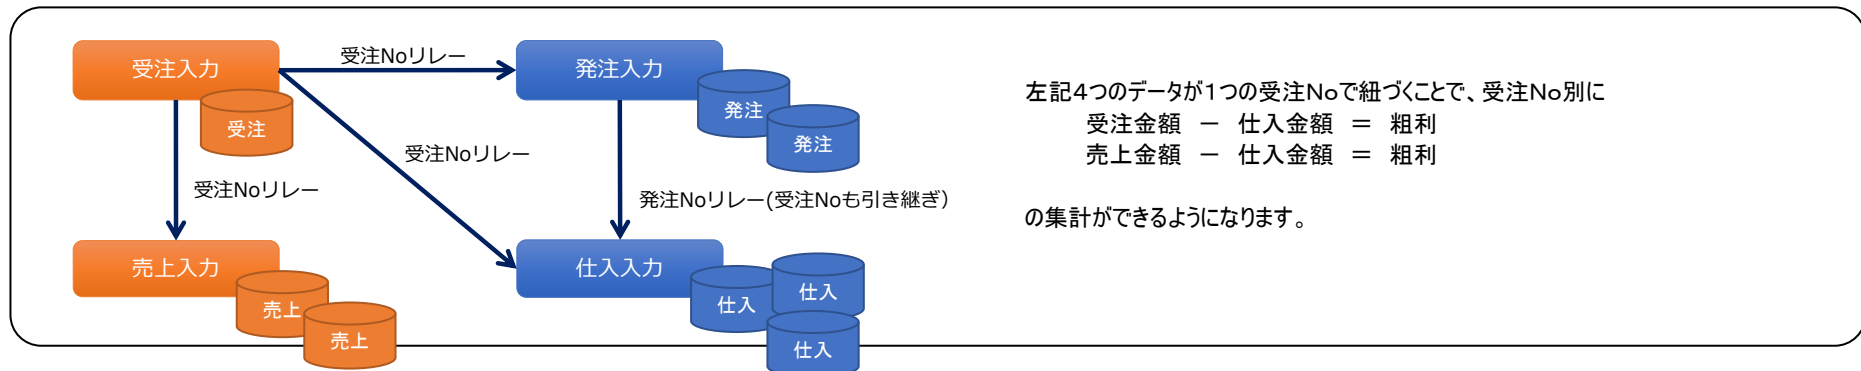 受注入力
受注Noリレー
発注入力
受注
発注
発注
受注Noリレー
受注Noリレー
発注Noリレー(受注Noも引き継ぎ)
売上入力
仕入入力
売上
売上
仕入
仕入
仕入
左記4つのデータが1つの受注Noで紐づくことで、受注No別に
受注金額 － 仕入金額 ＝ 粗利
売上金額 － 仕入金額 ＝ 粗利
の集計ができるようになります。